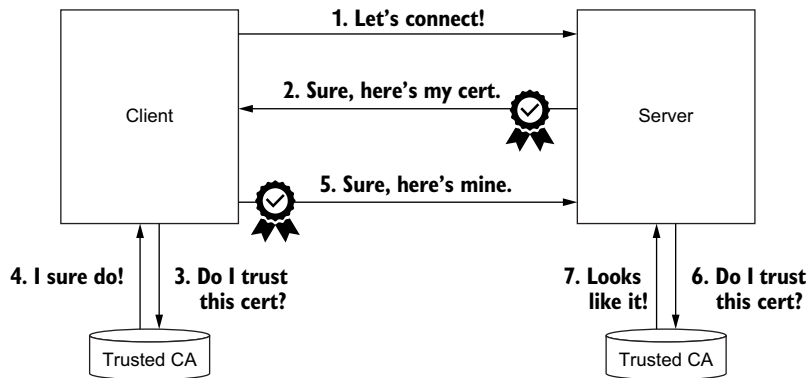 1. Let’s connect!
2. Sure, here’s my cert.
Client
Server
5. Sure, here’s mine.
4. I sure do!
3. Do I trust
this cert?
7. Looks
like it!
6. Do I trust
this cert?
Trusted CA
Trusted CA